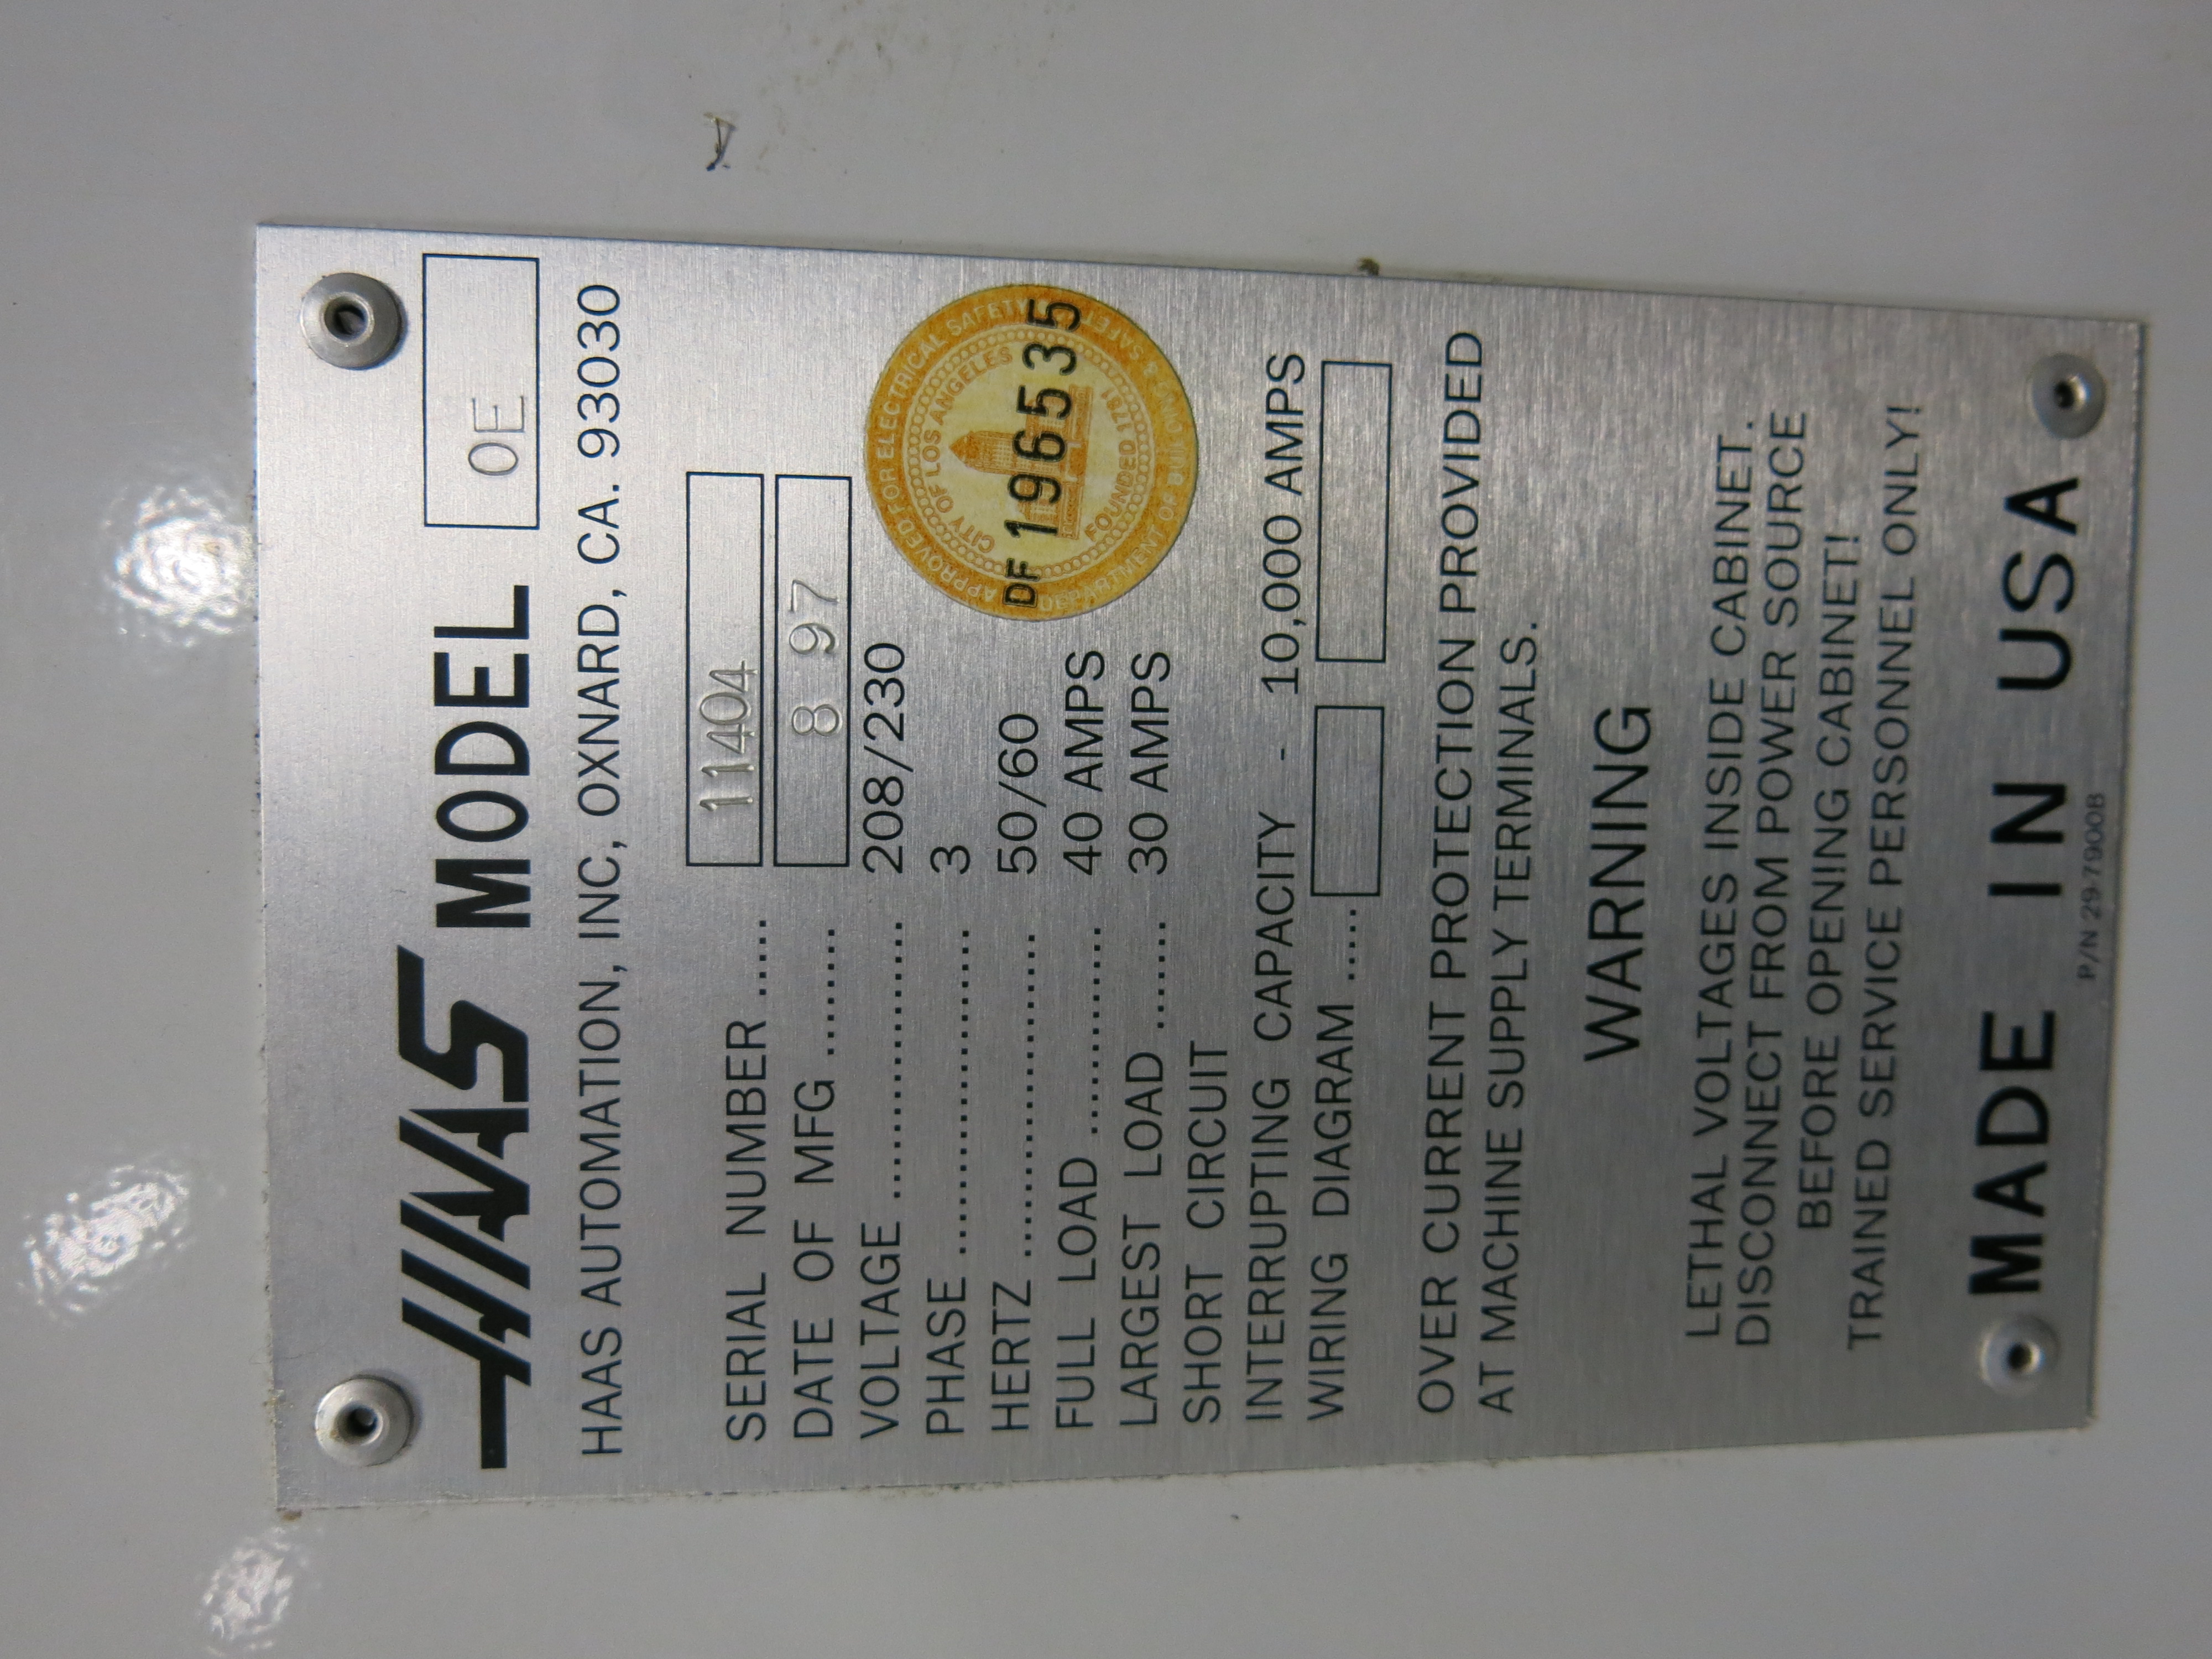 HAAS MODEL 0E
HAAS AUTOMATION, INC, OXNARD, CA. 93030
SERIAL NUMBER ..... 11404
DATE OF MFG ........ 8 97
VOLTAGE ...................... 208/230
PHASE .......................... 3
HERTZ ......................... 50/60
FULL LOAD ................ 40 AMPS
LARGEST LOAD ........ 30 AMPS
SHORT CIRCUIT
INTERRUPTING CAPACITY - 10,000 AMPS
WIRING DIAGRAM .....
APPROVED FOR ELECTRICAL SAFETY
CITY OF LOS ANGELES
DF 196535
FOUNDED 1781
DEPARTMENT OF BUILDING & SAFETY
OVER CURRENT PROTECTION PROVIDED
AT MACHINE SUPPLY TERMINALS.
WARNING
LETHAL VOLTAGES INSIDE CABINET.
DISCONNECT FROM POWER SOURCE
BEFORE OPENING CABINET!
TRAINED SERVICE PERSONNEL ONLY!
MADE IN USA
P/N 29-7900B